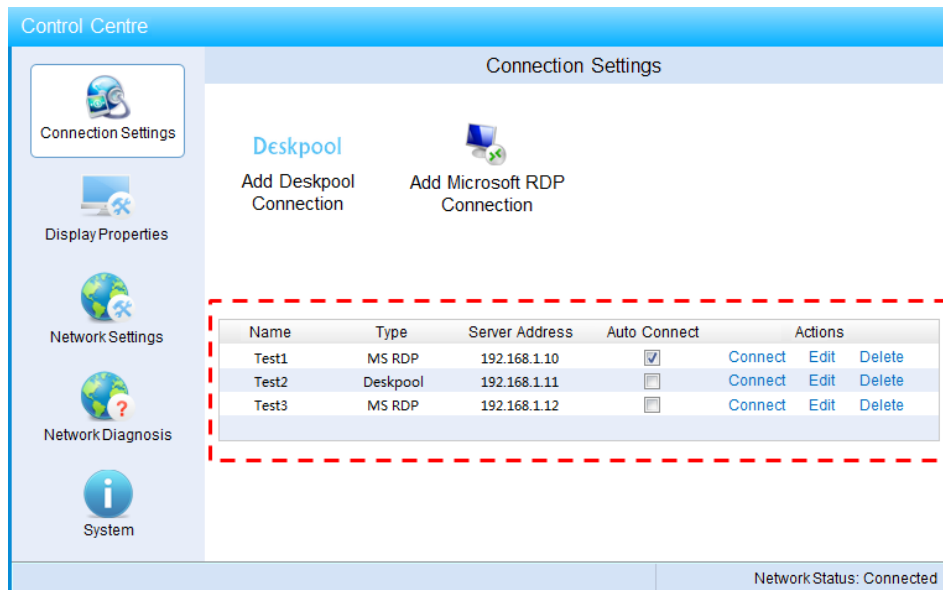 Control Centre
Connection Settings
Connection Settings
Display Properties
Network Settings
?
Network Diagnosis
i
System
Deskpool
Add Deskpool
Connection
Add Microsoft RDP
Connection
Name Type Server Address Auto Connect Actions
Test1 MS RDP 192.168.1.10 Connect Edit Delete
Test2 Deskpool 192.168.1.11 Connect Edit Delete
Test3 MS RDP 192.168.1.12 Connect Edit Delete
Network Status: Connected